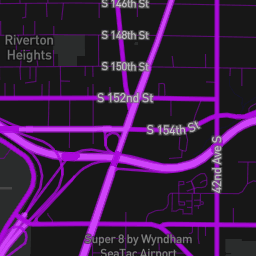 S 146th St
S 148th St
Riverton
Heights
S 150th St
S 152nd St
S 154th St
42nd Ave S
Super 8 by Wyndham
SeaTac Airport